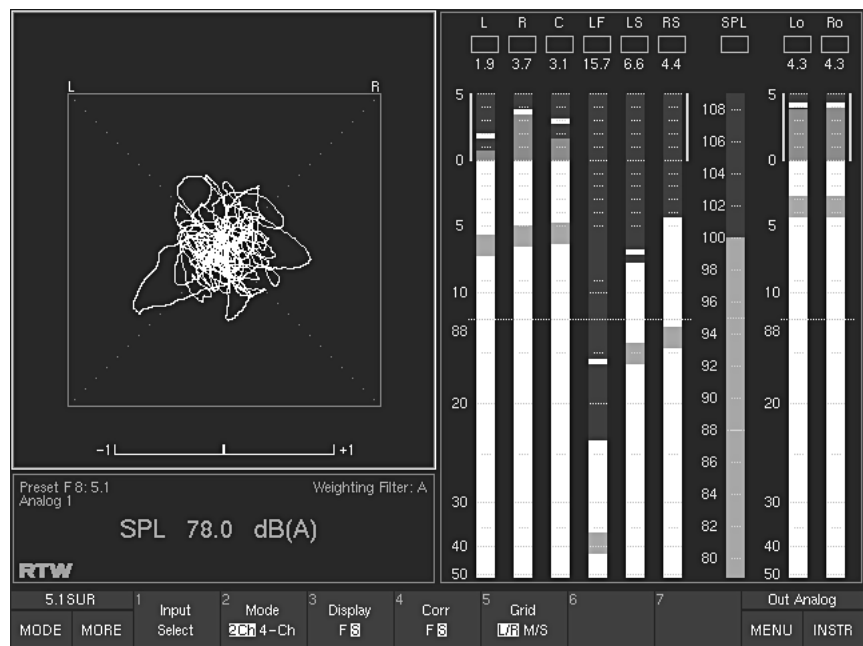 L R C LF LS RS SPL Lo Ro
1.9 3.7 3.1 15.7 6.6 4.4 4.3 4.3
L R
5 108 5
106
0 104 0
102
5 100 5
98
10 96 10
88 94 88
92
90
20 88 20
86
30 84 30
82
40 80 40
50 50
-1 +1
Preset F 8: 5.1 Weighting Filter: A
Analog 1
SPL 78.0 dB(A)
RTW
5.1SUR 1 Input 2 Mode 3 Display 4 Corr 5 Grid 6 7 Out Analog
MODE MORE Select 2Ch 4-Ch F S F S L/R M/S MENU INSTR